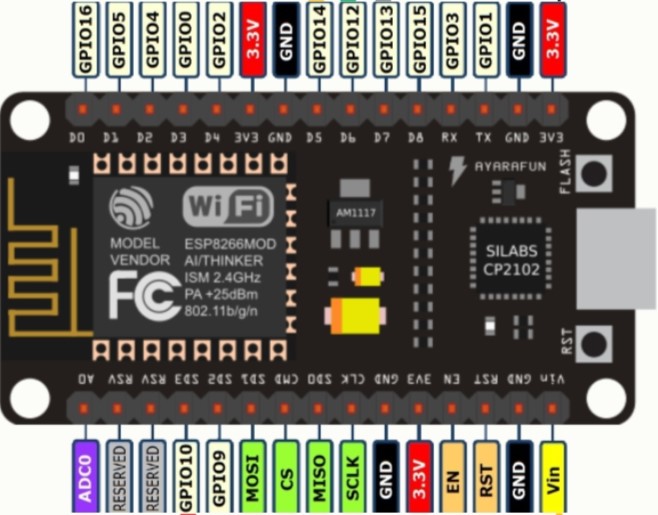 GPIO16 GPIO5 GPIO4 GPIO0 GPIO2 3.3V GND GPIO14 GPIO12 GPIO13 GPIO15 GPIO3 GPIO1 GND 3.3V
D0 D1 D2 D3 D4 3V3 GND D5 D6 D7 D8 RX TX GND 3V3
AYARAFUN
FLASH
WiFi
MODEL
VENDOR
ESP8266MOD
AI/THINKER
ISM 2.4GHz
PA +25dBm
802.11b/g/n
FC
AM1117
SILABS
CP2102
RST
A0 RSV RSV SD3 SD2 SD1 CMD SD0 CLK GND 3V3 EN RST GND Vin
ADC0 RESERVED RESERVED GPIO10 GPIO9 MOSI CS MISO SCLK GND 3.3V EN RST GND Vin